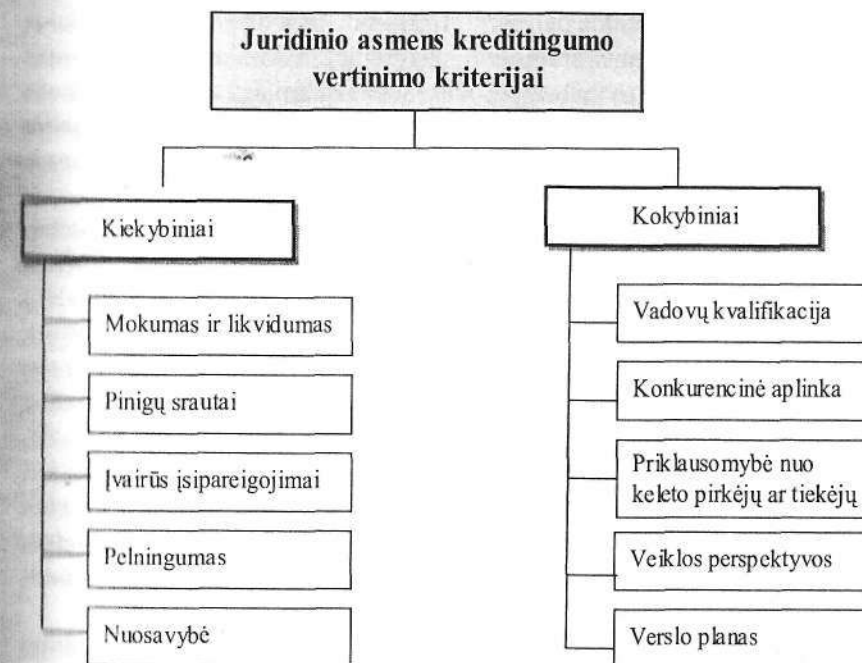 Juridinio asmens kreditingumo
vertinimo kriterijai
Kiekybiniai
Mokumas ir likvidumas
Pinigų srautai
Įvairūs įsipareigojimai
Pelningumas
Nuosavybė
Kokybiniai
Vadovų kvalifikacija
Konkurencinė aplinka
Priklausomybė nuo
keleto pirkėjų ar tiekėjų
Veiklos perspektyvos
Verslo planas